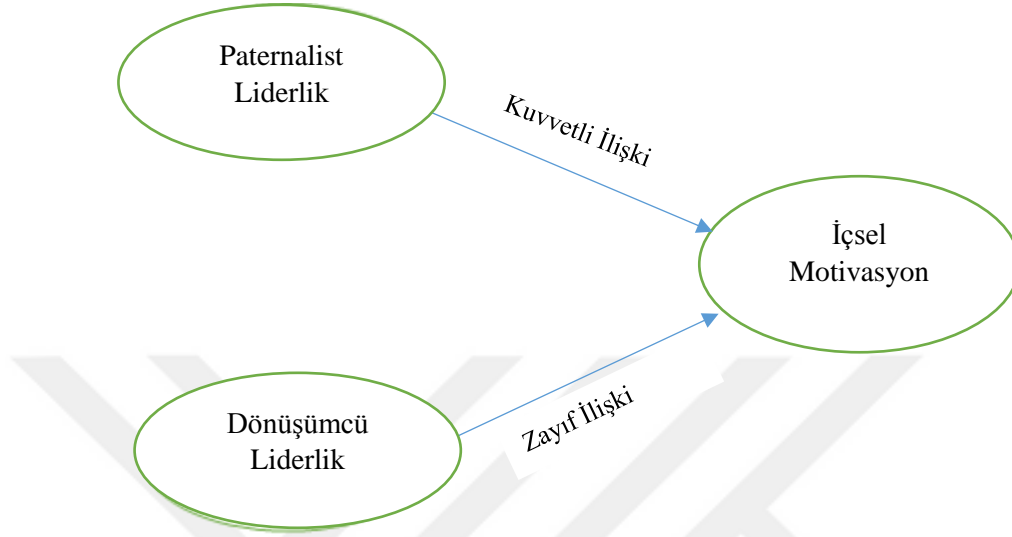 Paternalist
Liderlik
Kuvvetli İlişki
İçsel
Motivasyon
Dönüşümcü
Liderlik
Zayıf İlişki